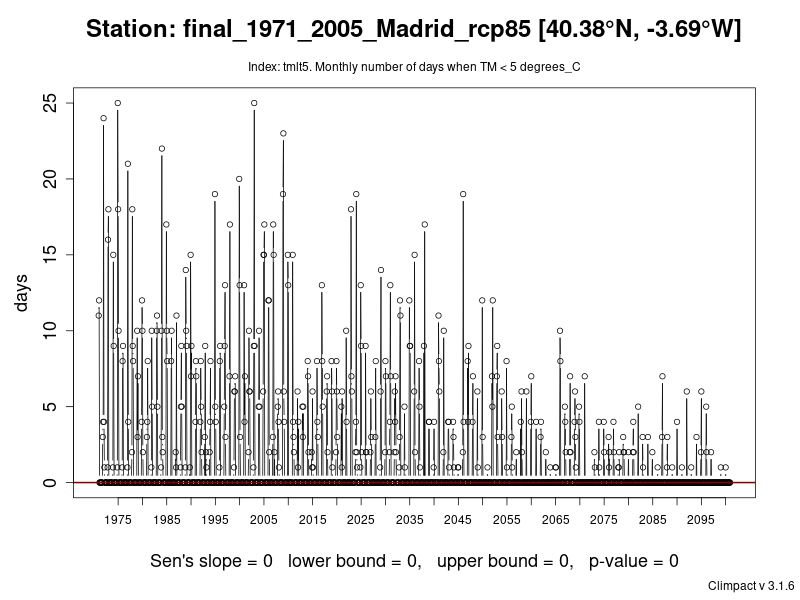 Station: final_1971_2005_Madrid_rcp85 [40.38°N, -3.69°W]
Index: tmlt5. Monthly number of days when TM < 5 degrees_C
25
20
15
10
5
0
days
1975 1985 1995 2005 2015 2025 2035 2045 2055 2065 2075 2085 2095
Sen's slope = 0 lower bound = 0, upper bound = 0, p-value = 0
Climpact v 3.1.6